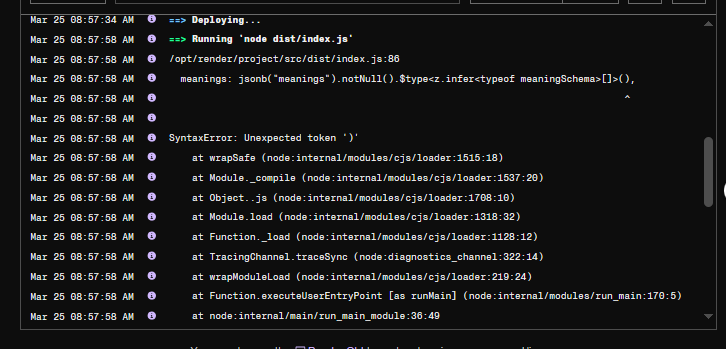 Mar 25 08:57:34 AM ==> Deploying...
Mar 25 08:57:58 AM ==> Running 'node dist/index.js'
Mar 25 08:57:58 AM /opt/render/project/src/dist/index.js:86
Mar 25 08:57:58 AM meanings: jsonb("meanings").notNull().$type<z.infer<typeof meaningSchema>[]>(),
Mar 25 08:57:58 AM ^
Mar 25 08:57:58 AM
Mar 25 08:57:58 AM SyntaxError: Unexpected token ')'
Mar 25 08:57:58 AM at wrapSafe (node:internal/modules/cjs/loader:1515:18)
Mar 25 08:57:58 AM at Module._compile (node:internal/modules/cjs/loader:1537:20)
Mar 25 08:57:58 AM at Object..js (node:internal/modules/cjs/loader:1708:10)
Mar 25 08:57:58 AM at Module.load (node:internal/modules/cjs/loader:1318:32)
Mar 25 08:57:58 AM at Function._load (node:internal/modules/cjs/loader:1128:12)
Mar 25 08:57:58 AM at TracingChannel.traceSync (node:diagnostics_channel:322:14)
Mar 25 08:57:58 AM at wrapModuleLoad (node:internal/modules/cjs/loader:219:24)
Mar 25 08:57:58 AM at Function.executeUserEntryPoint [as runMain] (node:internal/modules/run_main:170:5)
Mar 25 08:57:58 AM at node:internal/main/run_main_module:36:49